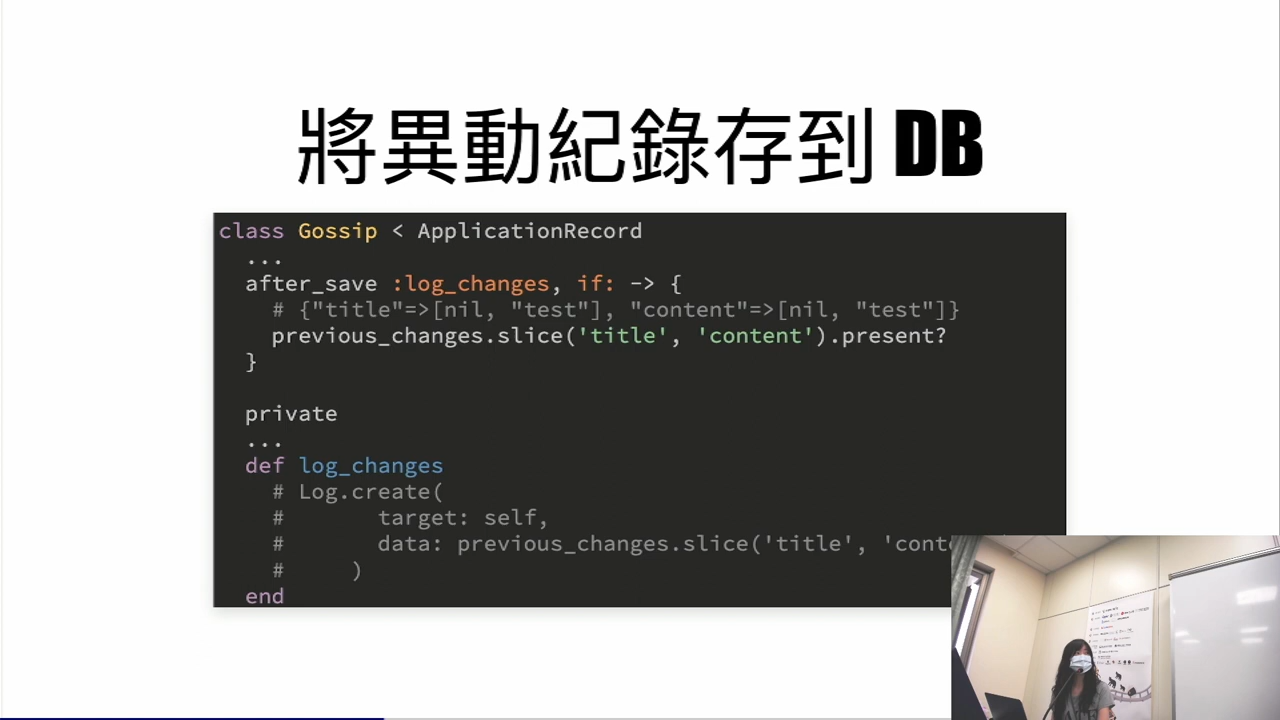 將異動紀錄存到 DB
class Gossip < ApplicationRecord
...
after_save :log_changes, if: -> {
# {"title"=>[nil, "test"], "content"=>[nil, "test"]}
previous_changes.slice('title', 'content').present?
}
private
...
def log_changes
# Log.create(
# target: self,
# data: previous_changes.slice('title',
# )
end